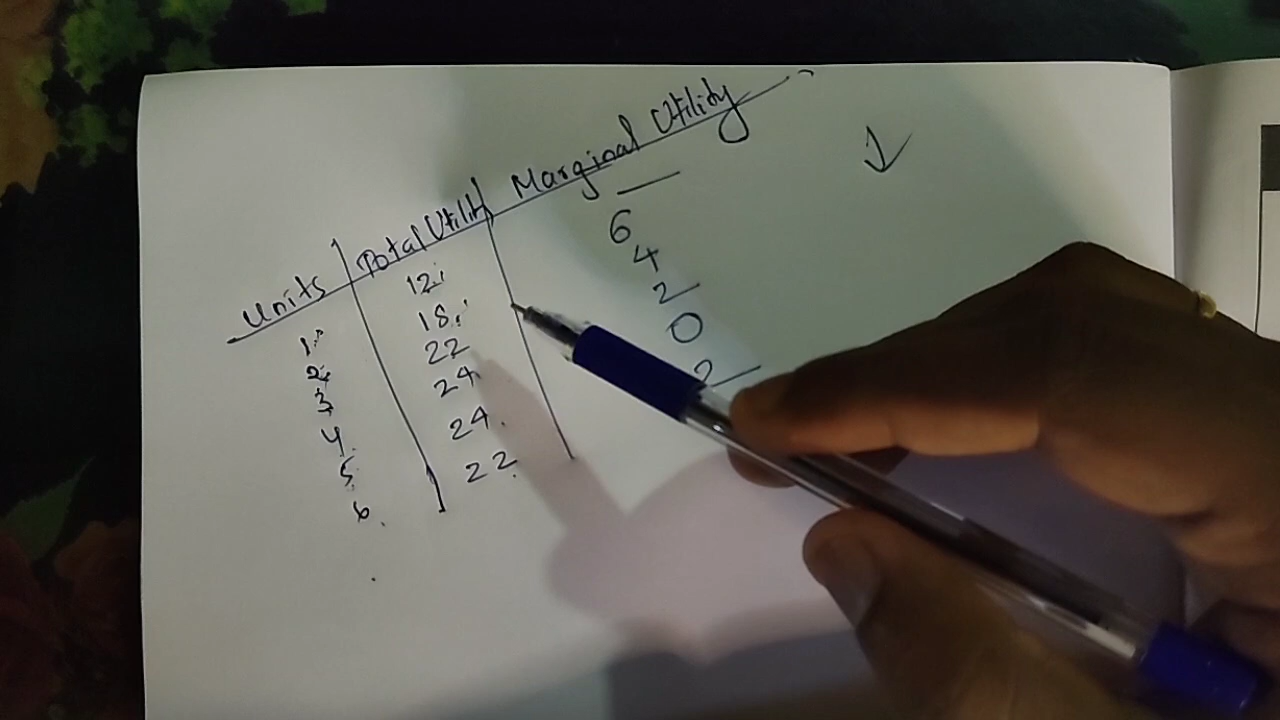 Units Total Utility Marginal Utility
1 12 —
2 18 6
3 22 4
4 24 2
5 24 0
6 22 2